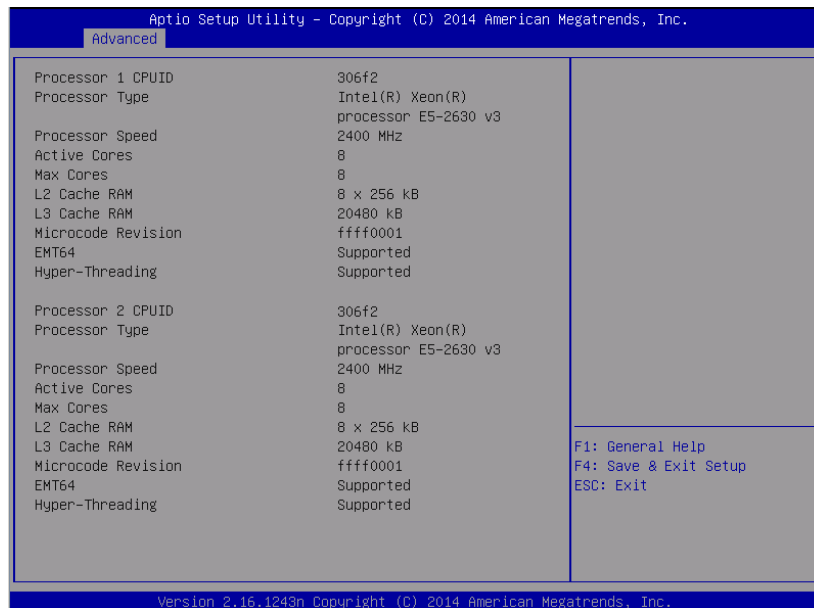 Aptio Setup Utility – Copyright (C) 2014 American Megatrends, Inc.
Advanced
Processor 1 CPUID 306f2
Processor Type Intel(R) Xeon(R)
processor E5-2630 v3
Processor Speed 2400 MHz
Active Cores 8
Max Cores 8
L2 Cache RAM 8 x 256 kB
L3 Cache RAM 20480 kB
Microcode Revision ffff0001
EMT64 Supported
Hyper-Threading Supported
Processor 2 CPUID 306f2
Processor Type Intel(R) Xeon(R)
processor E5-2630 v3
Processor Speed 2400 MHz
Active Cores 8
Max Cores 8
L2 Cache RAM 8 x 256 kB
L3 Cache RAM 20480 kB
Microcode Revision ffff0001
EMT64 Supported
Hyper-Threading Supported
F1: General Help
F4: Save & Exit Setup
ESC: Exit
Version 2.16.1243n Copyright (C) 2014 American Megatrends, Inc.